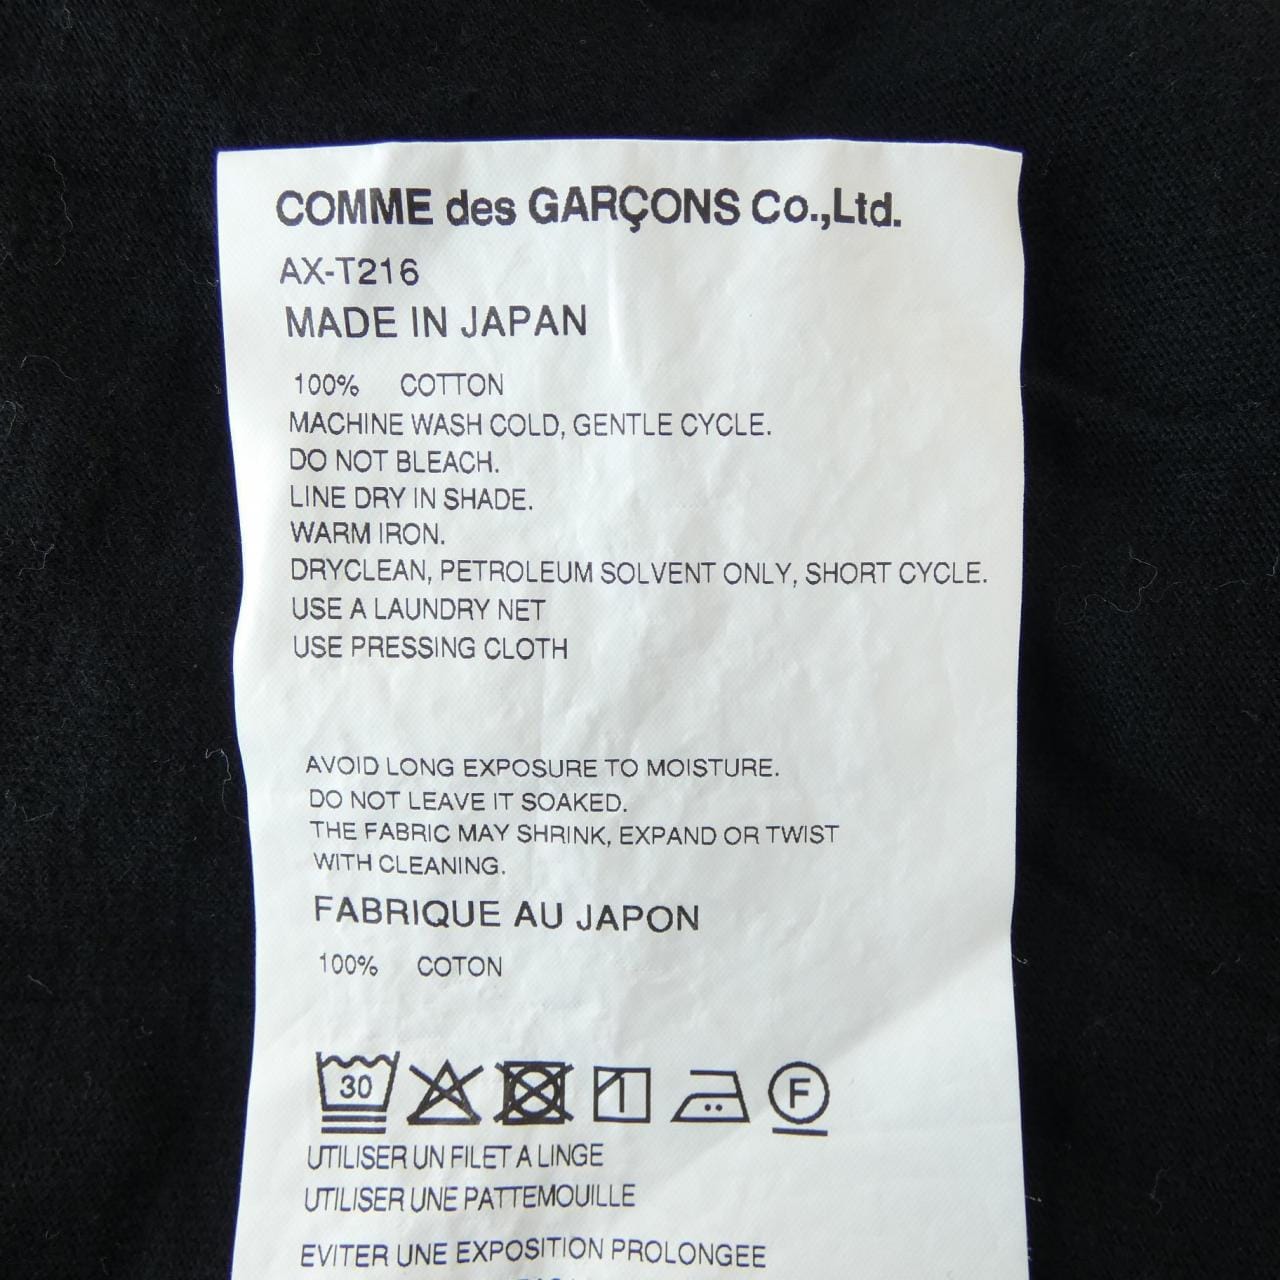 COMME des GARÇONS Co.,Ltd.
AX-T216
MADE IN JAPAN
100% COTTON
MACHINE WASH COLD, GENTLE CYCLE.
DO NOT BLEACH.
LINE DRY IN SHADE.
WARM IRON.
DRYCLEAN, PETROLEUM SOLVENT ONLY, SHORT CYCLE.
USE A LAUNDRY NET
USE PRESSING CLOTH
AVOID LONG EXPOSURE TO MOISTURE.
DO NOT LEAVE IT SOAKED.
THE FABRIC MAY SHRINK, EXPAND OR TWIST
WITH CLEANING.
FABRIQUE AU JAPON
100% COTON
30 F
UTILISER UN FILET A LINGE
UTILISER UNE PATTEMOUILLE
EVITER UNE EXPOSITION PROLONGEE